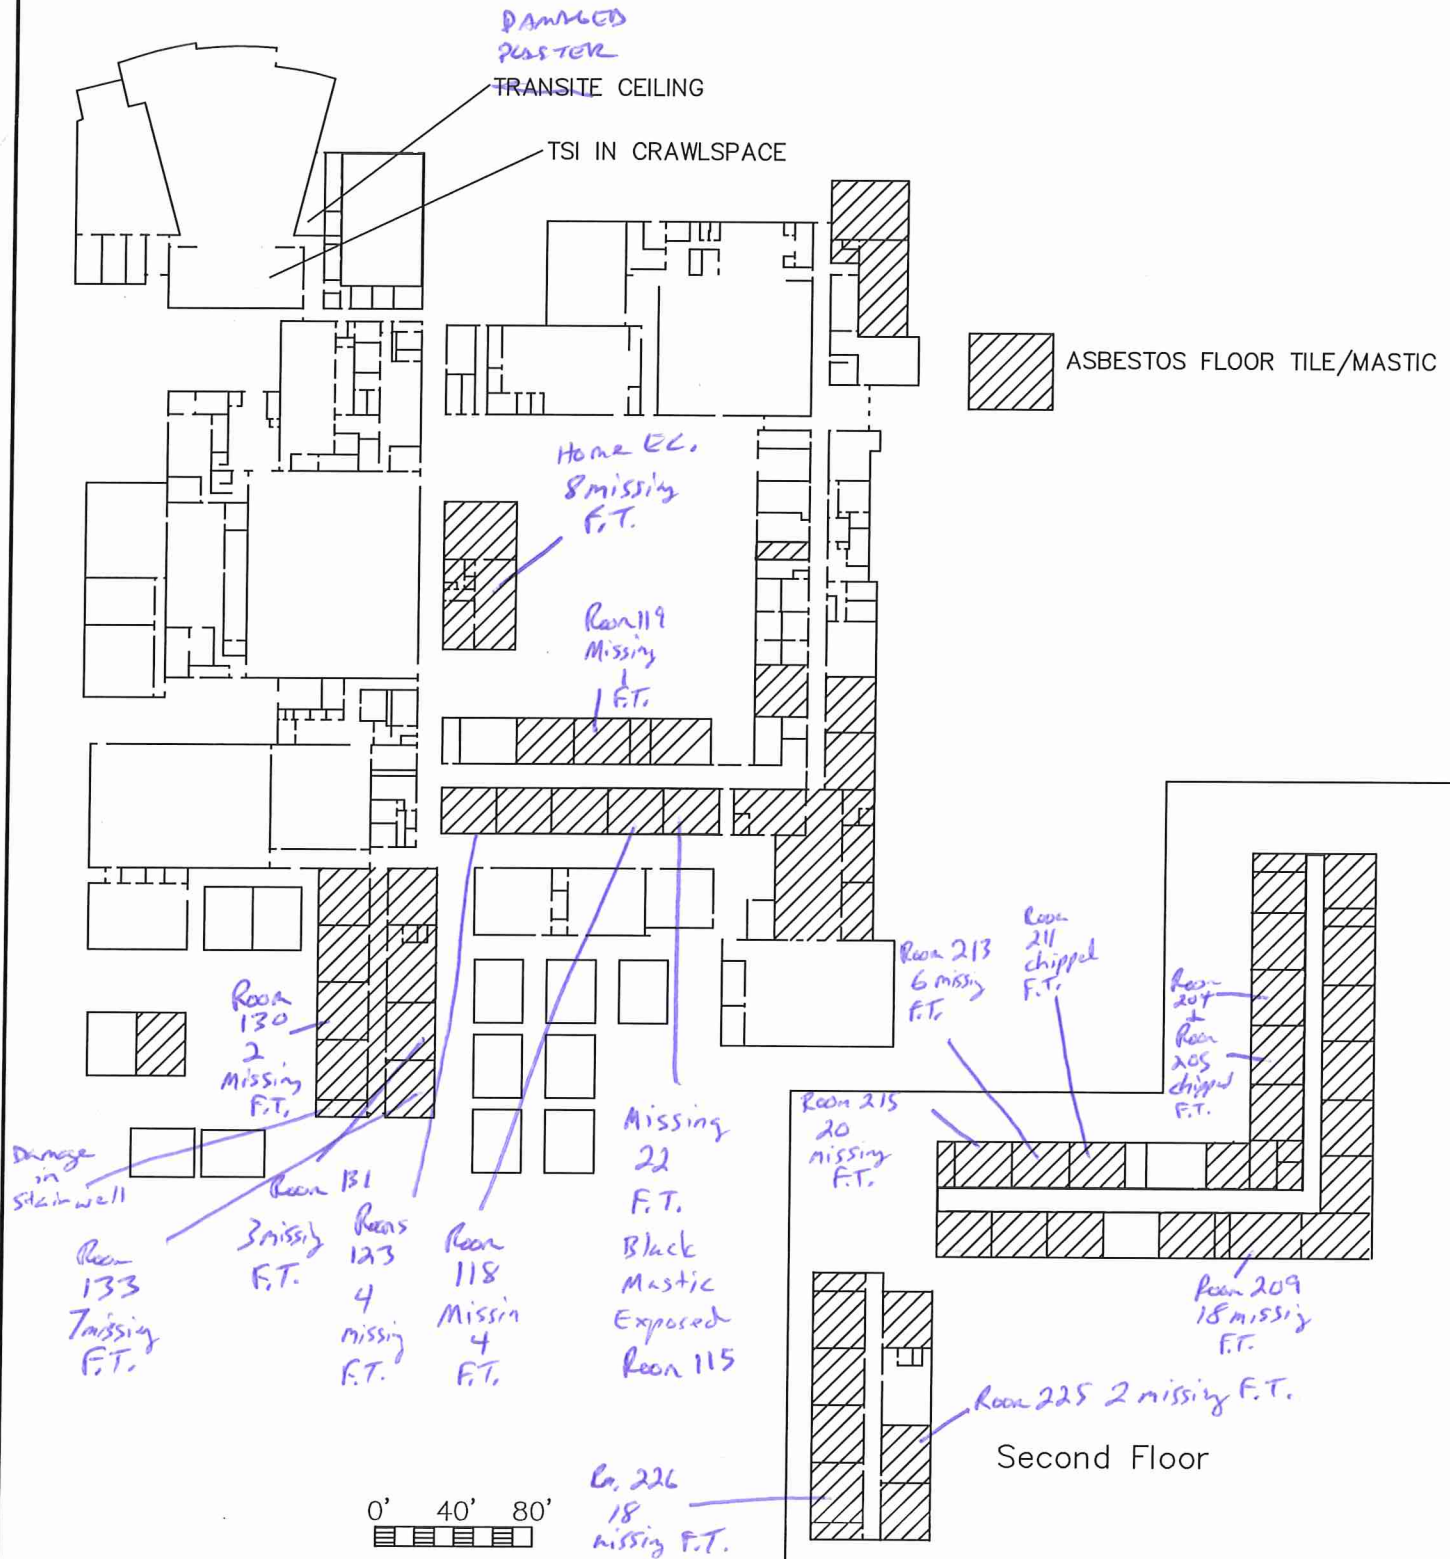 DAMAGED
PLASTER
TRANSITE CEILING
TSI IN CRAWLSPACE
ASBESTOS FLOOR TILE/MASTIC
Home EC.
8 missing
F.T.
Room 119
Missing
1
F.T.
Room
130
2
Missing
F.T.
Damage
in
stairwell
Room
133
7 missing
F.T.
Room 131
3 missing
F.T.
Rooms
123
4
missing
F.T.
Room
118
Missin
4
F.T.
Missing
22
F.T.
Black
Mastic
Exposed
Room 115
Room 213
6 missing
F.T.
Room
211
chipped
F.T.
Room
204
&
Room
205
chipped
F.T.
Room 215
20
missing
F.T.
Room 209
18 missing
F.T.
Room 225 2 missing F.T.
Second Floor
Rm. 226
18
missing F.T.
0' 40' 80'